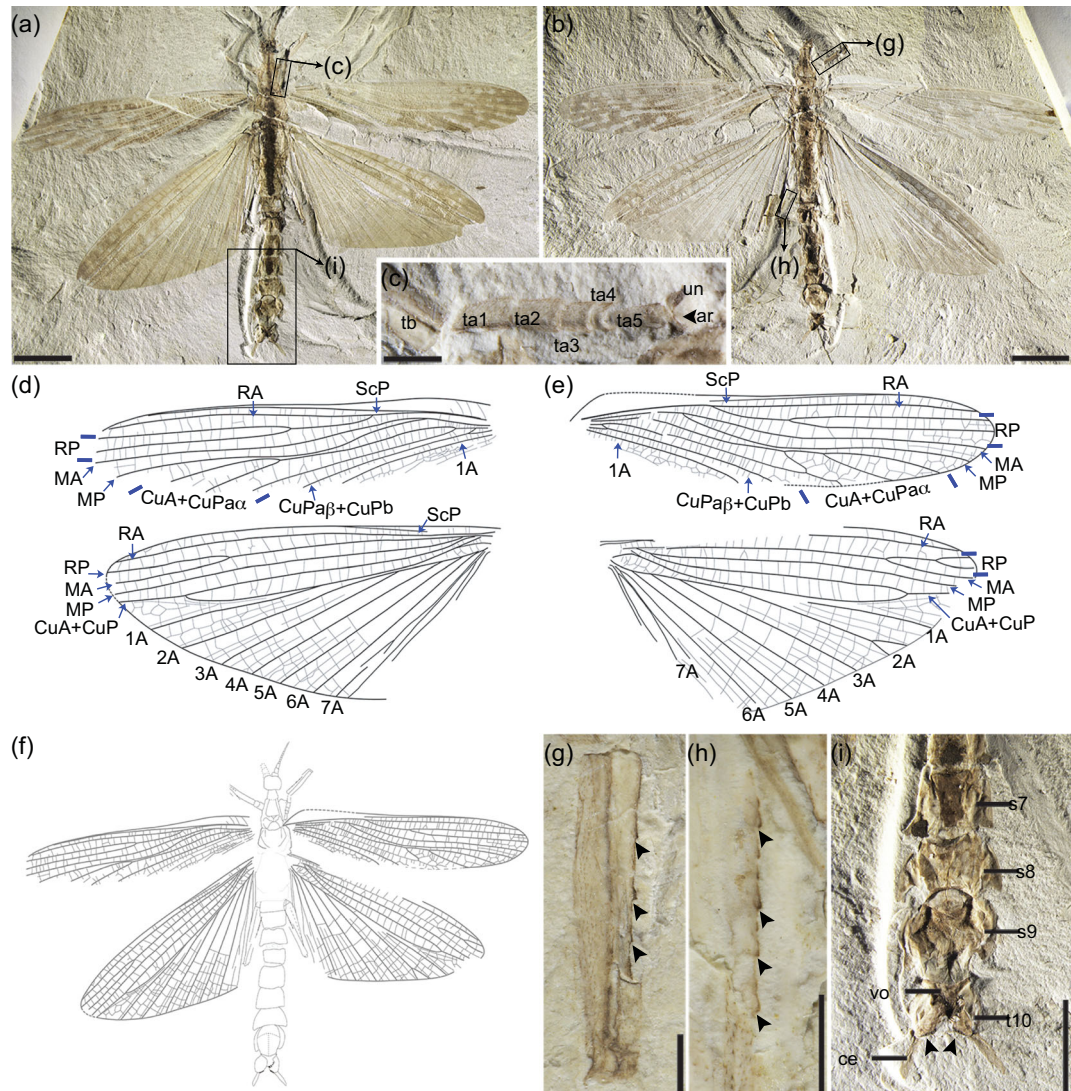 (a)
(c)
(i)
(b)
(g)
(h)
(c)
tb
ta1
ta2
ta3
ta4
ta5
un
ar
(d)
RA
ScP
RP
MA
MP
CuA+CuPaα
CuPaβ+CuPb
1A
ScP
RA
RP
MA
MP
CuA+CuP
1A
2A
3A
4A
5A
6A
7A
(e)
ScP
RA
RP
MA
MP
1A
CuPaβ+CuPb
CuA+CuPaα
RA
RP
MA
MP
CuA+CuP
1A
2A
3A
4A
5A
6A
7A
(f)
(g)
(h)
(i)
s7
s8
s9
vo
t10
ce